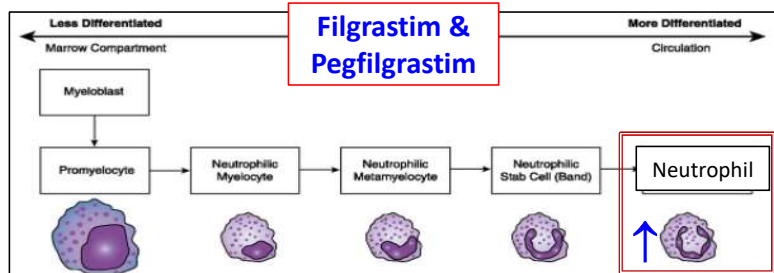 Less Differentiated
Marrow Compartment
Filgrastim &
Pegfilgrastim
More Differentiated
Circulation
Myeloblast
Promyelocyte
Neutrophilic
Myelocyte
Neutrophilic
Metamyelocyte
Neutrophilic
Stab Cell (Band)
Neutrophil